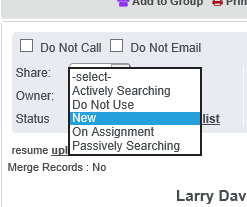 Add to Group
Do Not Call Do Not Email
Share:
-select-
Actively Searching
Owner:
Do Not Use
Status New list
On Assignment
resume Passively Searching
Merge Records : No
Larry Dav